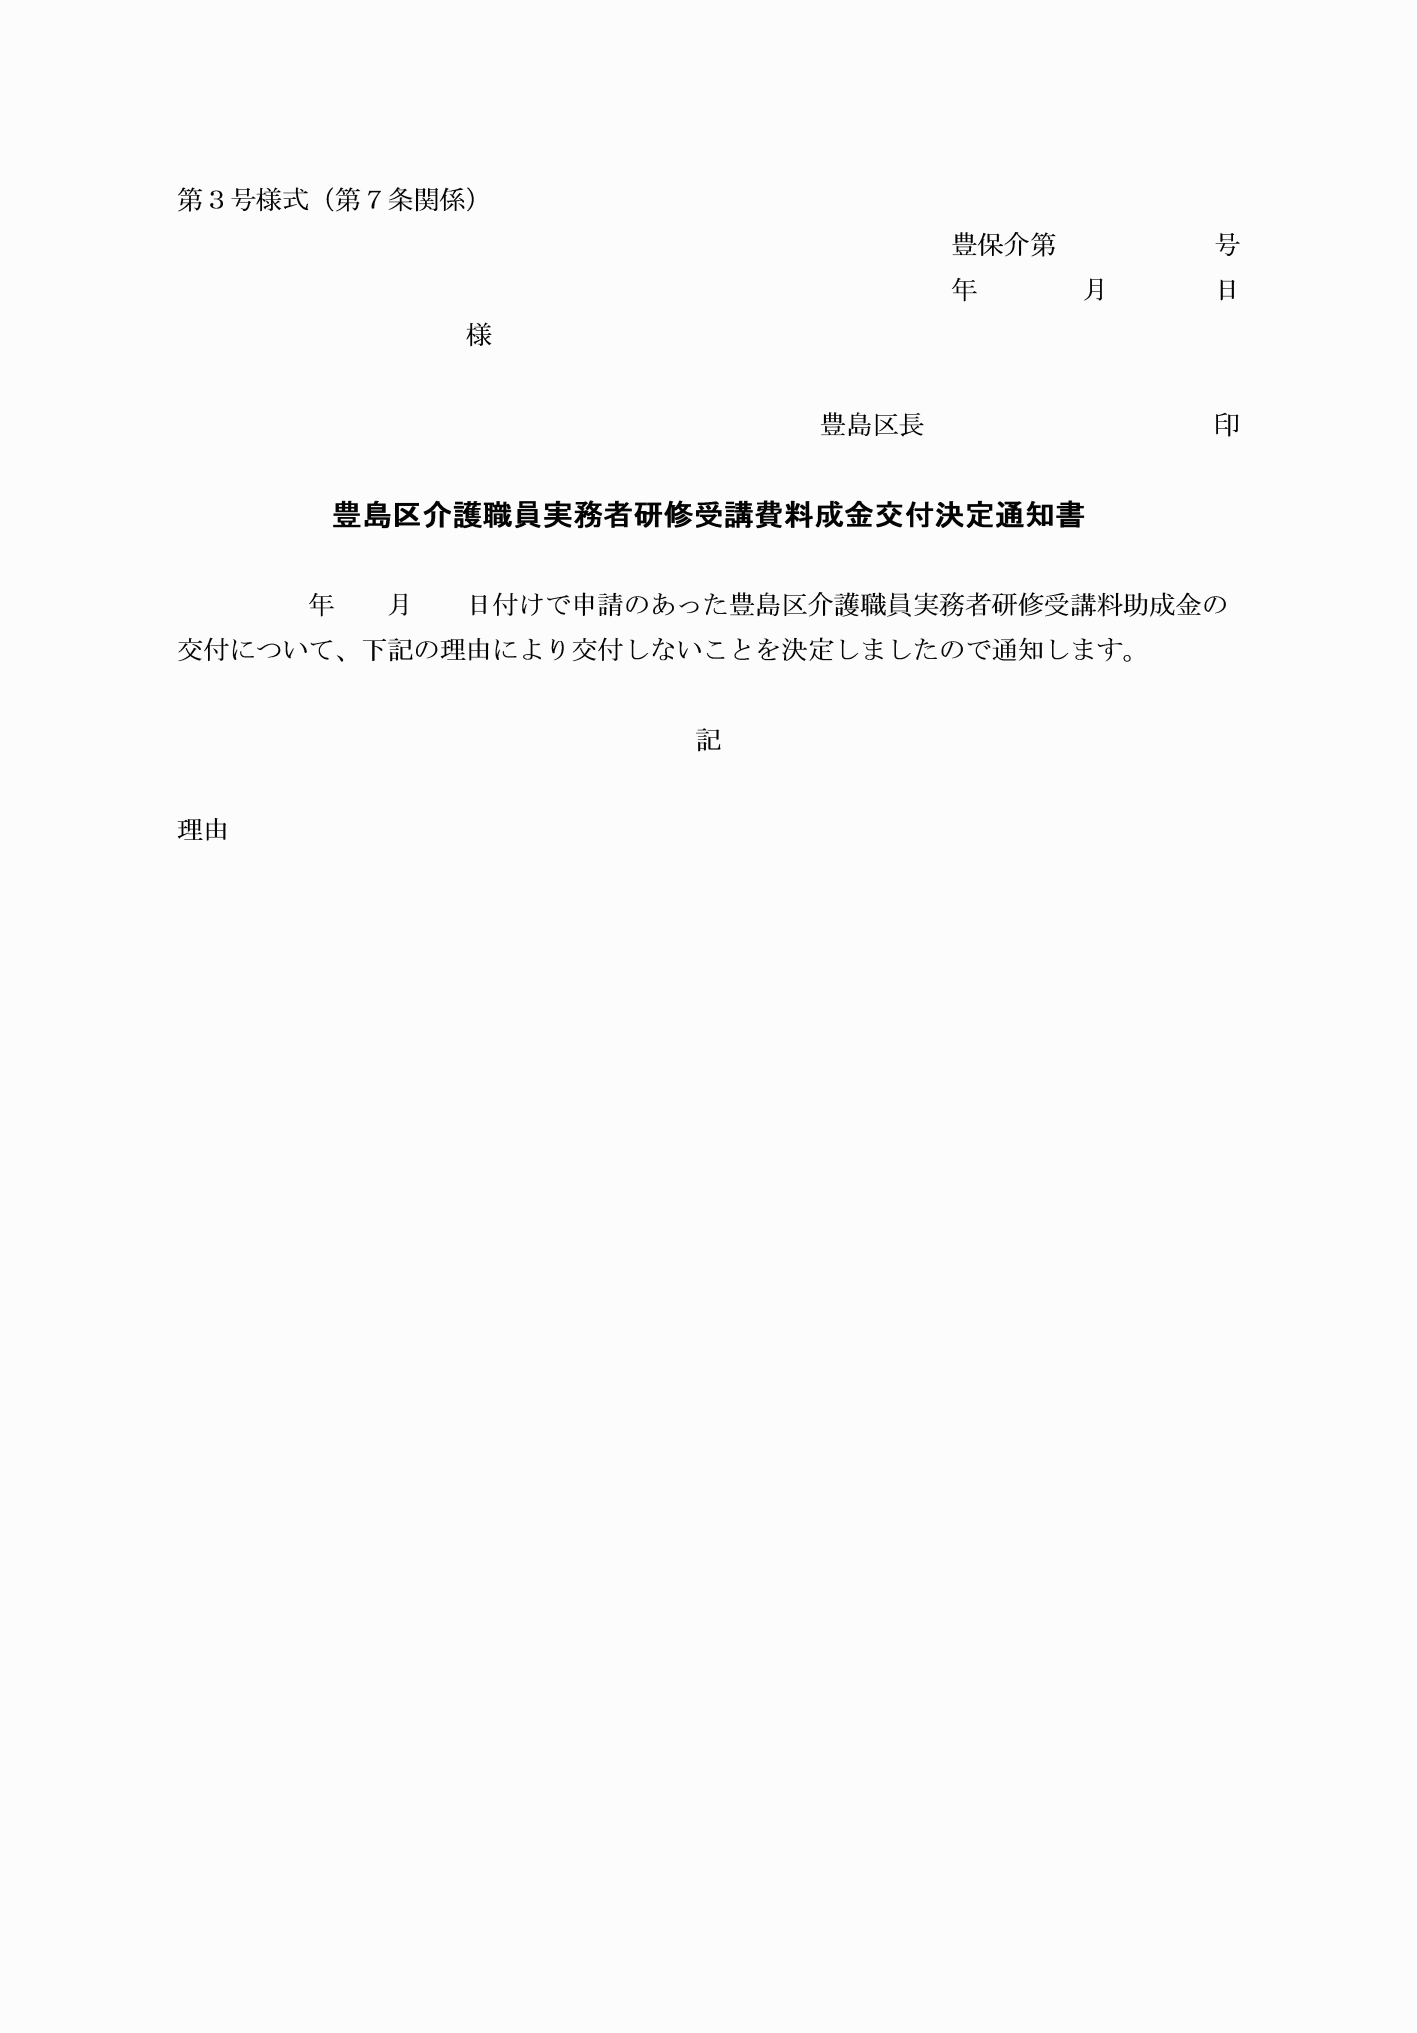 第３号様式（第７条関係）
豊保介第　　　　　　号
年　　　　月　　　　日
様
豊島区長　　　　　　　　　　　印
豊島区介護職員実務者研修受講費料成金交付決定通知書
年　　月　　日付けで申請のあった豊島区介護職員実務者研修受講料助成金の
交付について、下記の理由により交付しないことを決定しましたので通知します。
記
理由